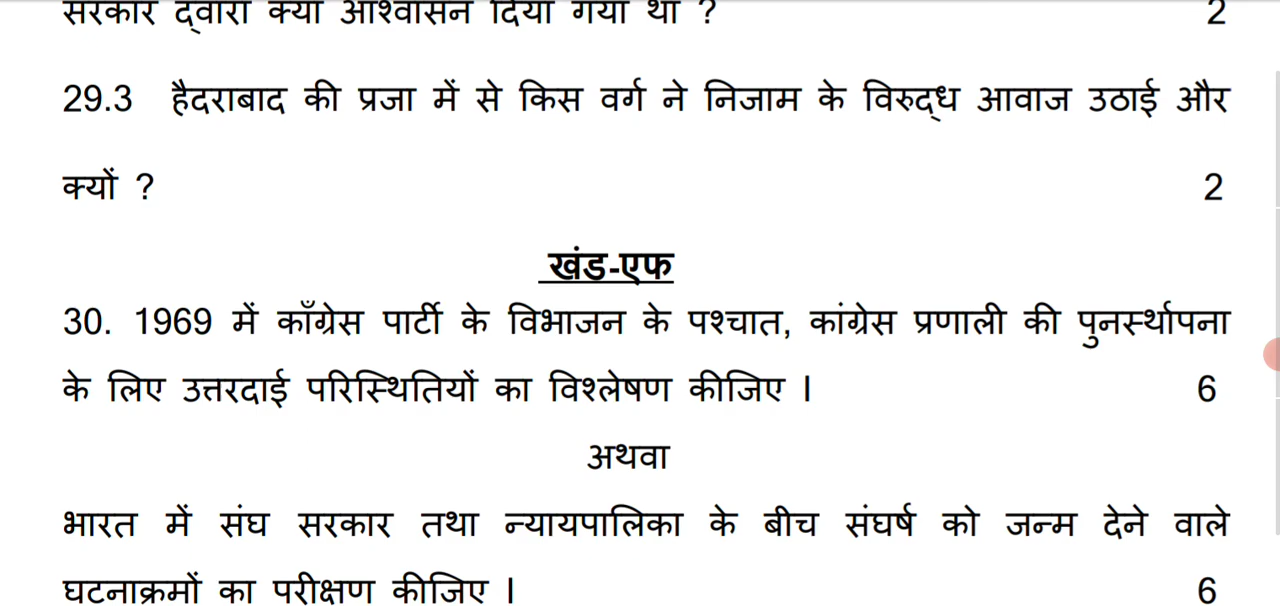 सरकार द्वारा क्या आश्वासन दिया गया था ? 2
29.3 हैदराबाद की प्रजा में से किस वर्ग ने निजाम के विरुद्ध आवाज उठाई और
क्यों ? 2
खंड-एफ
30. 1969 में काँग्रेस पार्टी के विभाजन के पश्चात, कांग्रेस प्रणाली की पुनर्स्थापना
के लिए उत्तरदाई परिस्थितियों का विश्लेषण कीजिए । 6
अथवा
भारत में संघ सरकार तथा न्यायपालिका के बीच संघर्ष को जन्म देने वाले
घटनाक्रमों का परीक्षण कीजिए । 6